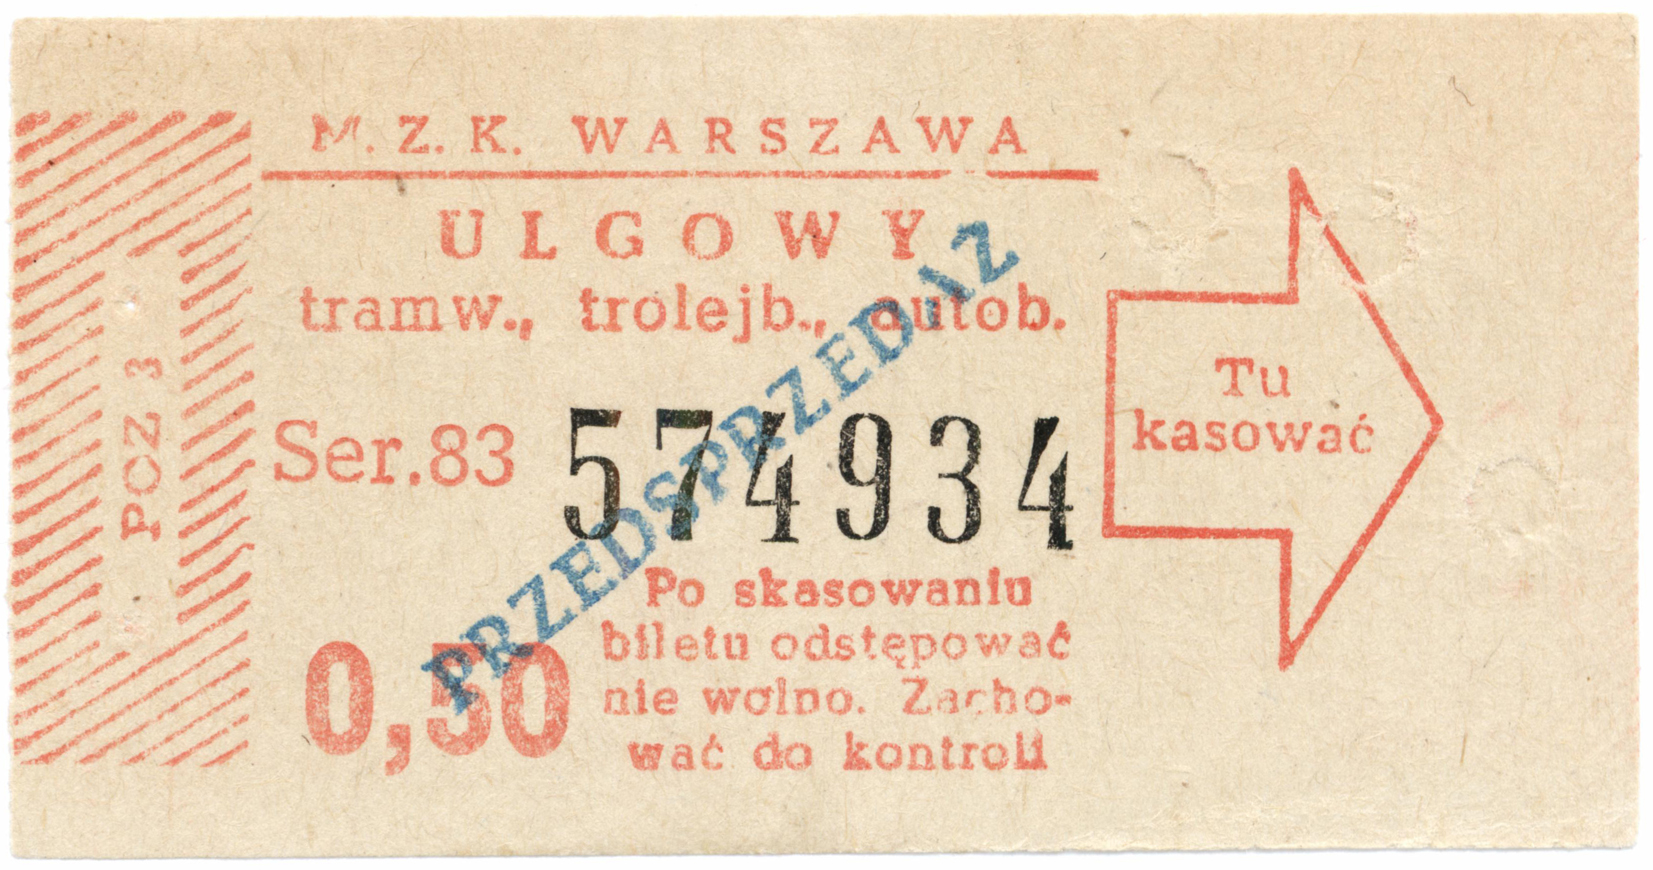 M. Z. K. WARSZAWA
ULGOWY
tramw., trolejb., autob.
Ser.83 574934
PRZEDSPRZEDAŻ
0,50
Po skasowaniu
biletu odstępować
nie wolno. Zacho-
wać do kontroli
Tu
kasować
POZ 3